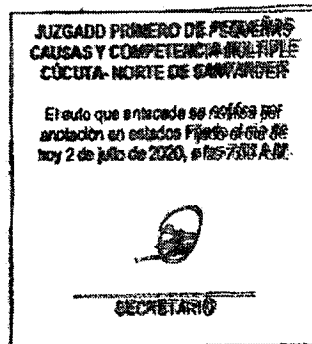 JUZGADO PRIMERO DE PEQUEÑAS
CAUSAS Y COMPETENCIA MULTIPLE
CÚCUTA- NORTE DE SANTANDER
El auto que antecede se notifica por
anotación en estados Fijado el día de
hoy 2 de julio de 2020, a las 7:00 A.M.
SECRETARIO